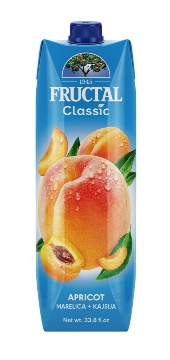 1945
FRUCTAL
Classic
APRICOT
MARELICA • KAJSIJA
Net wt. 33.8 fl oz